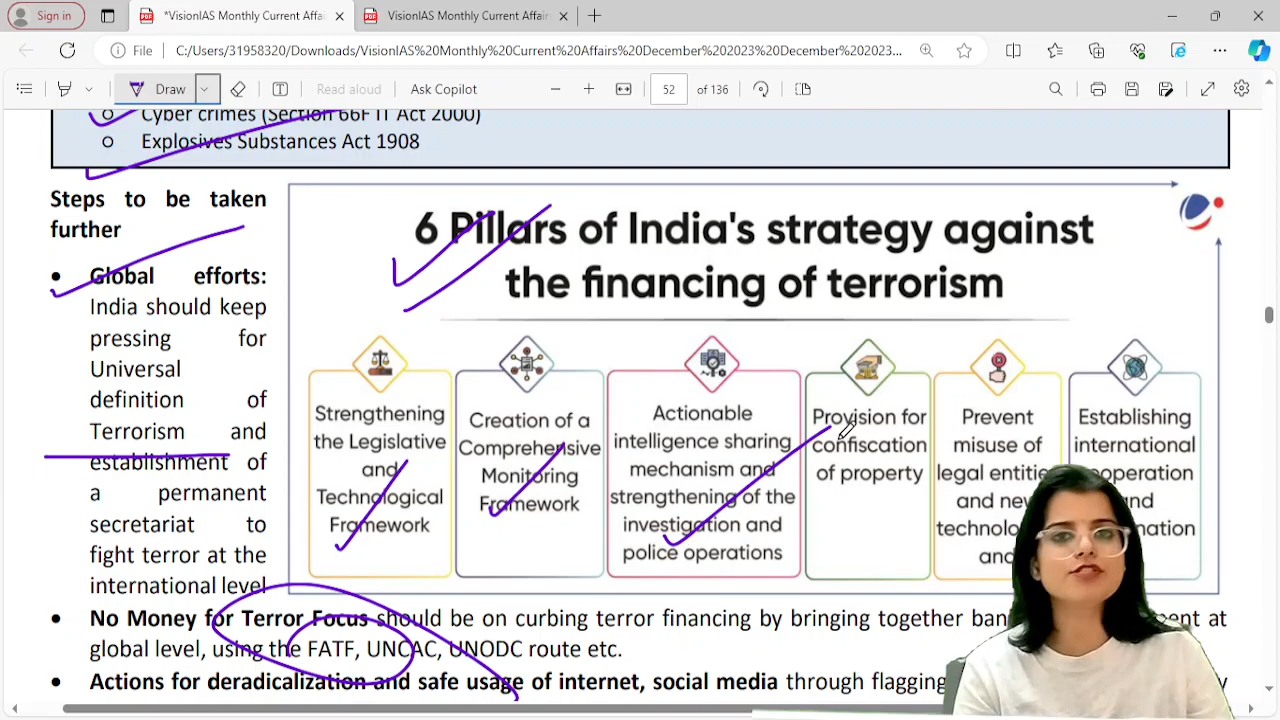 Sign in
*VisionIAS Monthly Current Affai
VisionIAS Monthly Current Affair
File
C:/Users/31958320/Downloads/VisionIAS%20Monthly%20Current%20Affairs%20December%202023%20December%202023...
Draw
Read aloud
Ask Copilot
52 of 136
Cyber crimes (Section 66F IT Act 2000)
Explosives Substances Act 1908
Steps to be taken
further
Global efforts:
India should keep
pressing for
Universal
definition of
Terrorism and
establishment of
a permanent
secretariat to
fight terror at the
international level
6 Pillars of India's strategy against
the financing of terrorism
Strengthening
the Legislative
and
Technological
Framework
Creation of a
Comprehensive
Monitoring
Framework
Actionable
intelligence sharing
mechanism and
strengthening of the
investigation and
police operations
Provision for
confiscation
of property
Prevent
misuse of
legal entitie
and ne
technolo
and
Establishing
international
ooperation
and
nation
No Money for Terror Focus should be on curbing terror financing by bringing together ban ent at
global level, using the FATF, UNCAC, UNODC route etc.
Actions for deradicalization and safe usage of internet, social media through flagging y